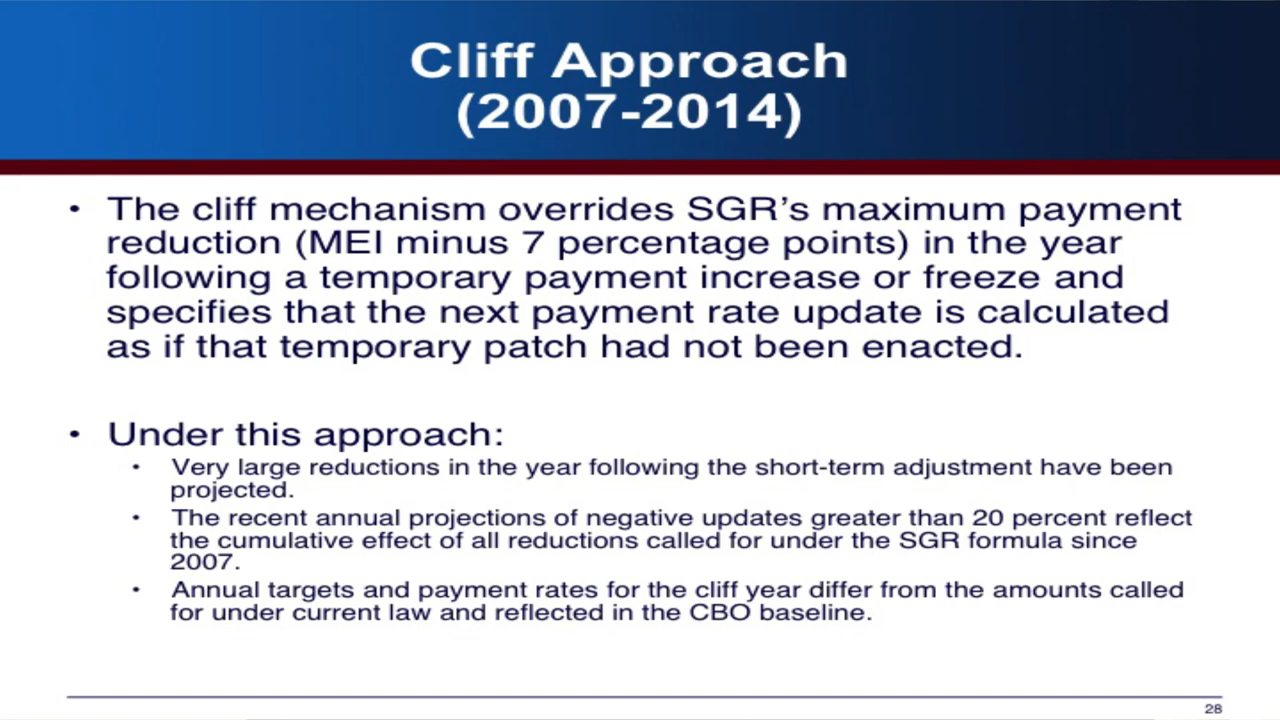 Cliff Approach
(2007-2014)
• The cliff mechanism overrides SGR's maximum payment
reduction (MEI minus 7 percentage points) in the year
following a temporary payment increase or freeze and
specifies that the next payment rate update is calculated
as if that temporary patch had not been enacted.
• Under this approach:
• Very large reductions in the year following the short-term adjustment have been
projected.
• The recent annual projections of negative updates greater than 20 percent reflect
the cumulative effect of all reductions called for under the SGR formula since
2007.
• Annual targets and payment rates for the cliff year differ from the amounts called
for under current law and reflected in the CBO baseline.
28